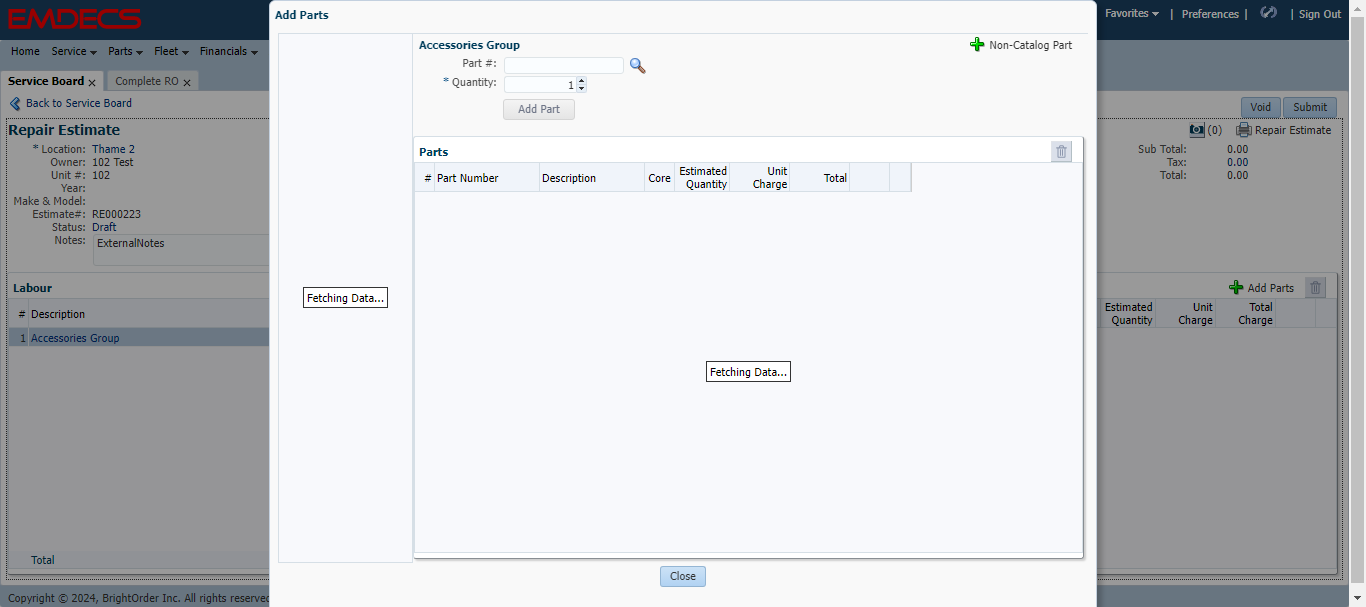 EMDECS
Favorites | Preferences | | Sign Out
Home Service Parts Fleet Financials
Service Board x Complete RO x
Back to Service Board
Void Submit
Repair Estimate
(0) Repair Estimate
* Location: Thame 2
Owner: 102 Test
Unit #: 102
Year:
Make & Model:
Estimate#: RE000223
Status: Draft
Notes: ExternalNotes
Sub Total: 0.00
Tax: 0.00
Total: 0.00
Labour
# Description
1 Accessories Group
Total
Add Parts
Estimated Quantity Unit Charge Total Charge
Add Parts
Fetching Data...
Accessories Group
Non-Catalog Part
Part #:
* Quantity: 1
Add Part
Parts
# Part Number Description Core Estimated Quantity Unit Charge Total
Fetching Data...
Close
Copyright © 2024, BrightOrder Inc. All rights reserved